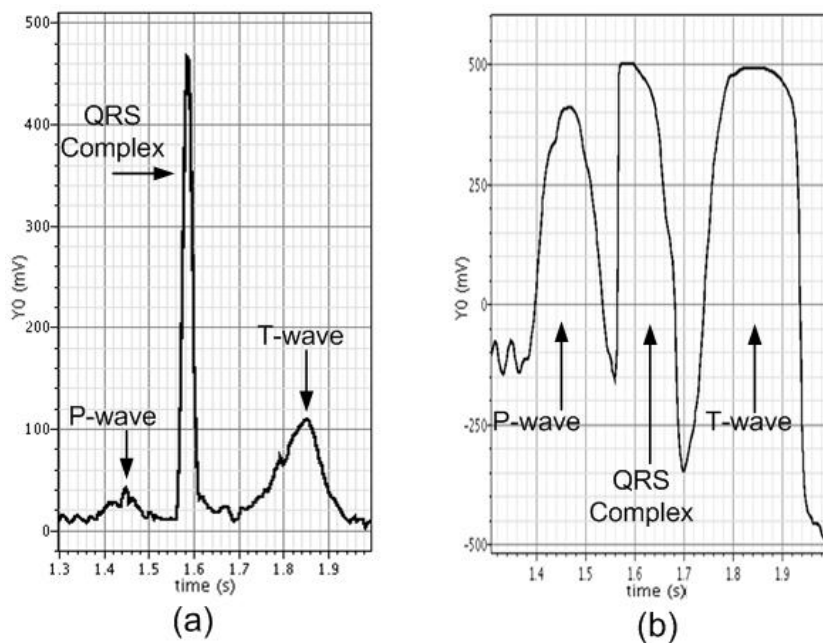 500
400
300
200
100
0
Y0 (mV)
QRS
Complex
P-wave
T-wave
1.3 1.4 1.5 1.6 1.7 1.8 1.9
time (s)
(a)
500
250
0
-250
-500
Y0 (mV)
P-wave
QRS
Complex
T-wave
1.4 1.5 1.6 1.7 1.8 1.9
time (s)
(b)